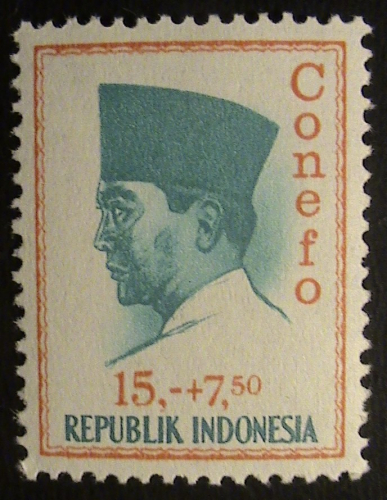 Conefo
15,-+7,50
REPUBLIK INDONESIA